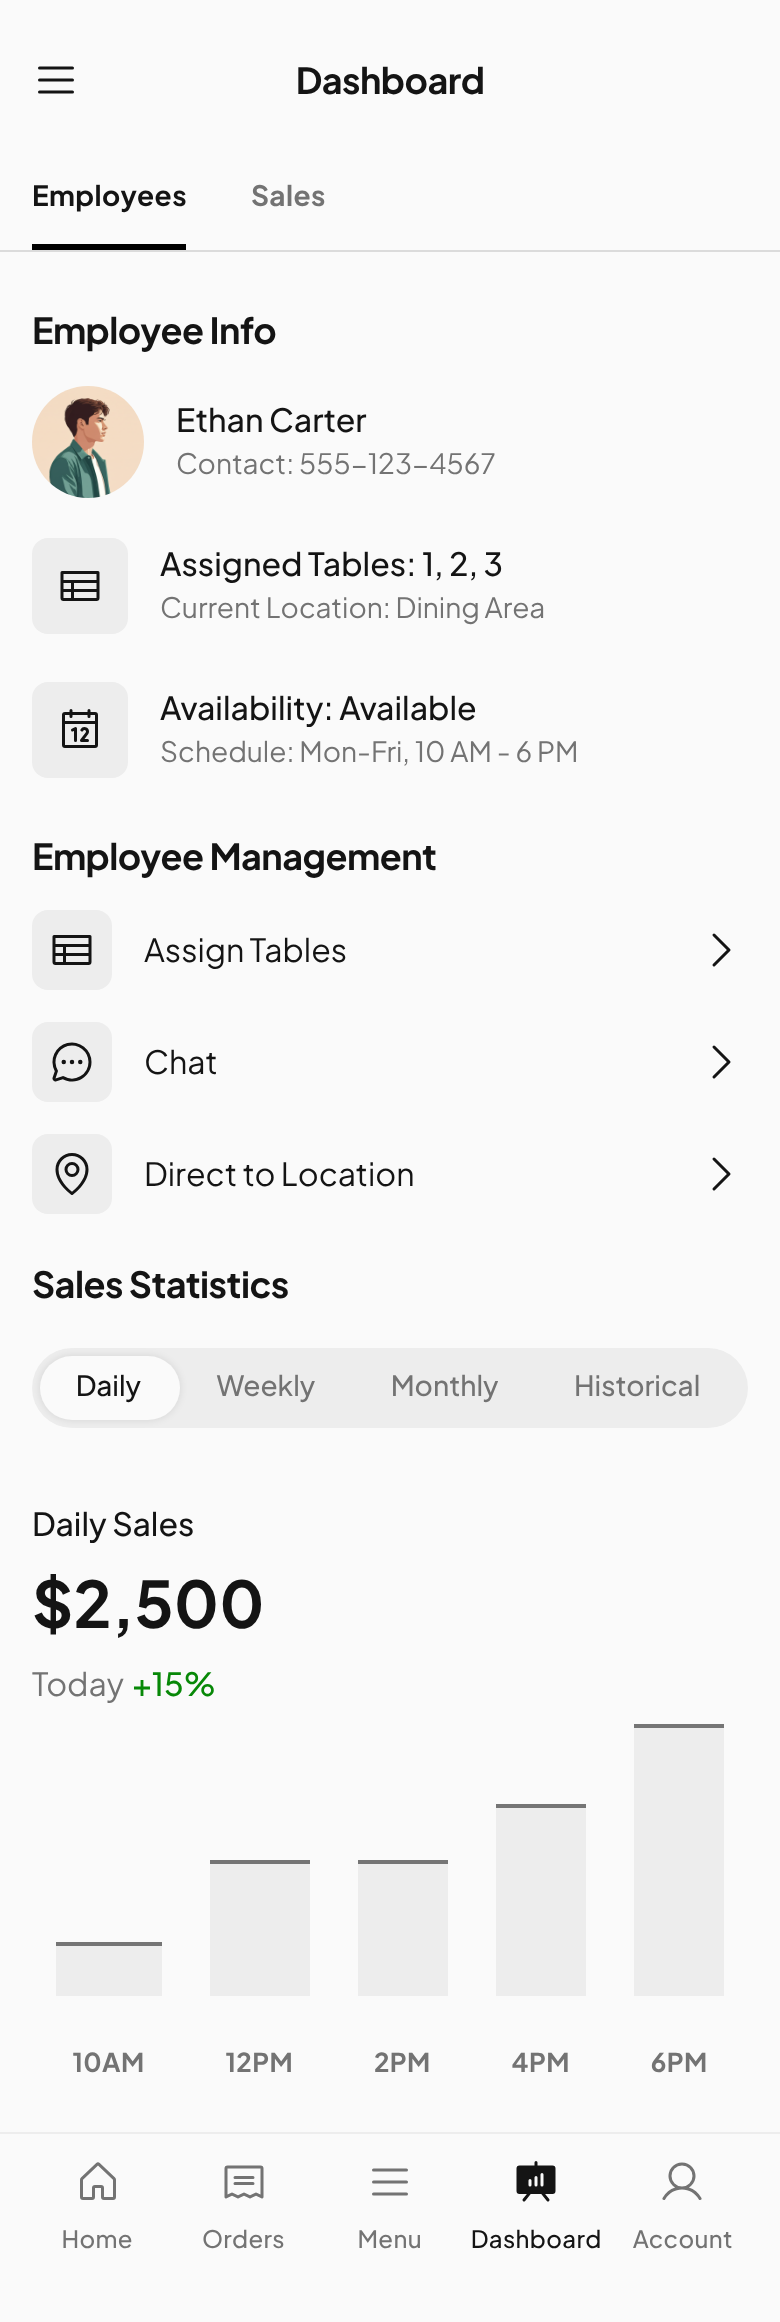 Dashboard
Employees Sales
Employee Info
Ethan Carter
Contact: 555-123-4567
Assigned Tables: 1, 2, 3
Current Location: Dining Area
12
Availability: Available
Schedule: Mon-Fri, 10 AM - 6 PM
Employee Management
Assign Tables
Chat
Direct to Location
Sales Statistics
Daily Weekly Monthly Historical
Daily Sales
$2,500
Today +15%
10AM 12PM 2PM 4PM 6PM
Home Orders Menu Dashboard Account